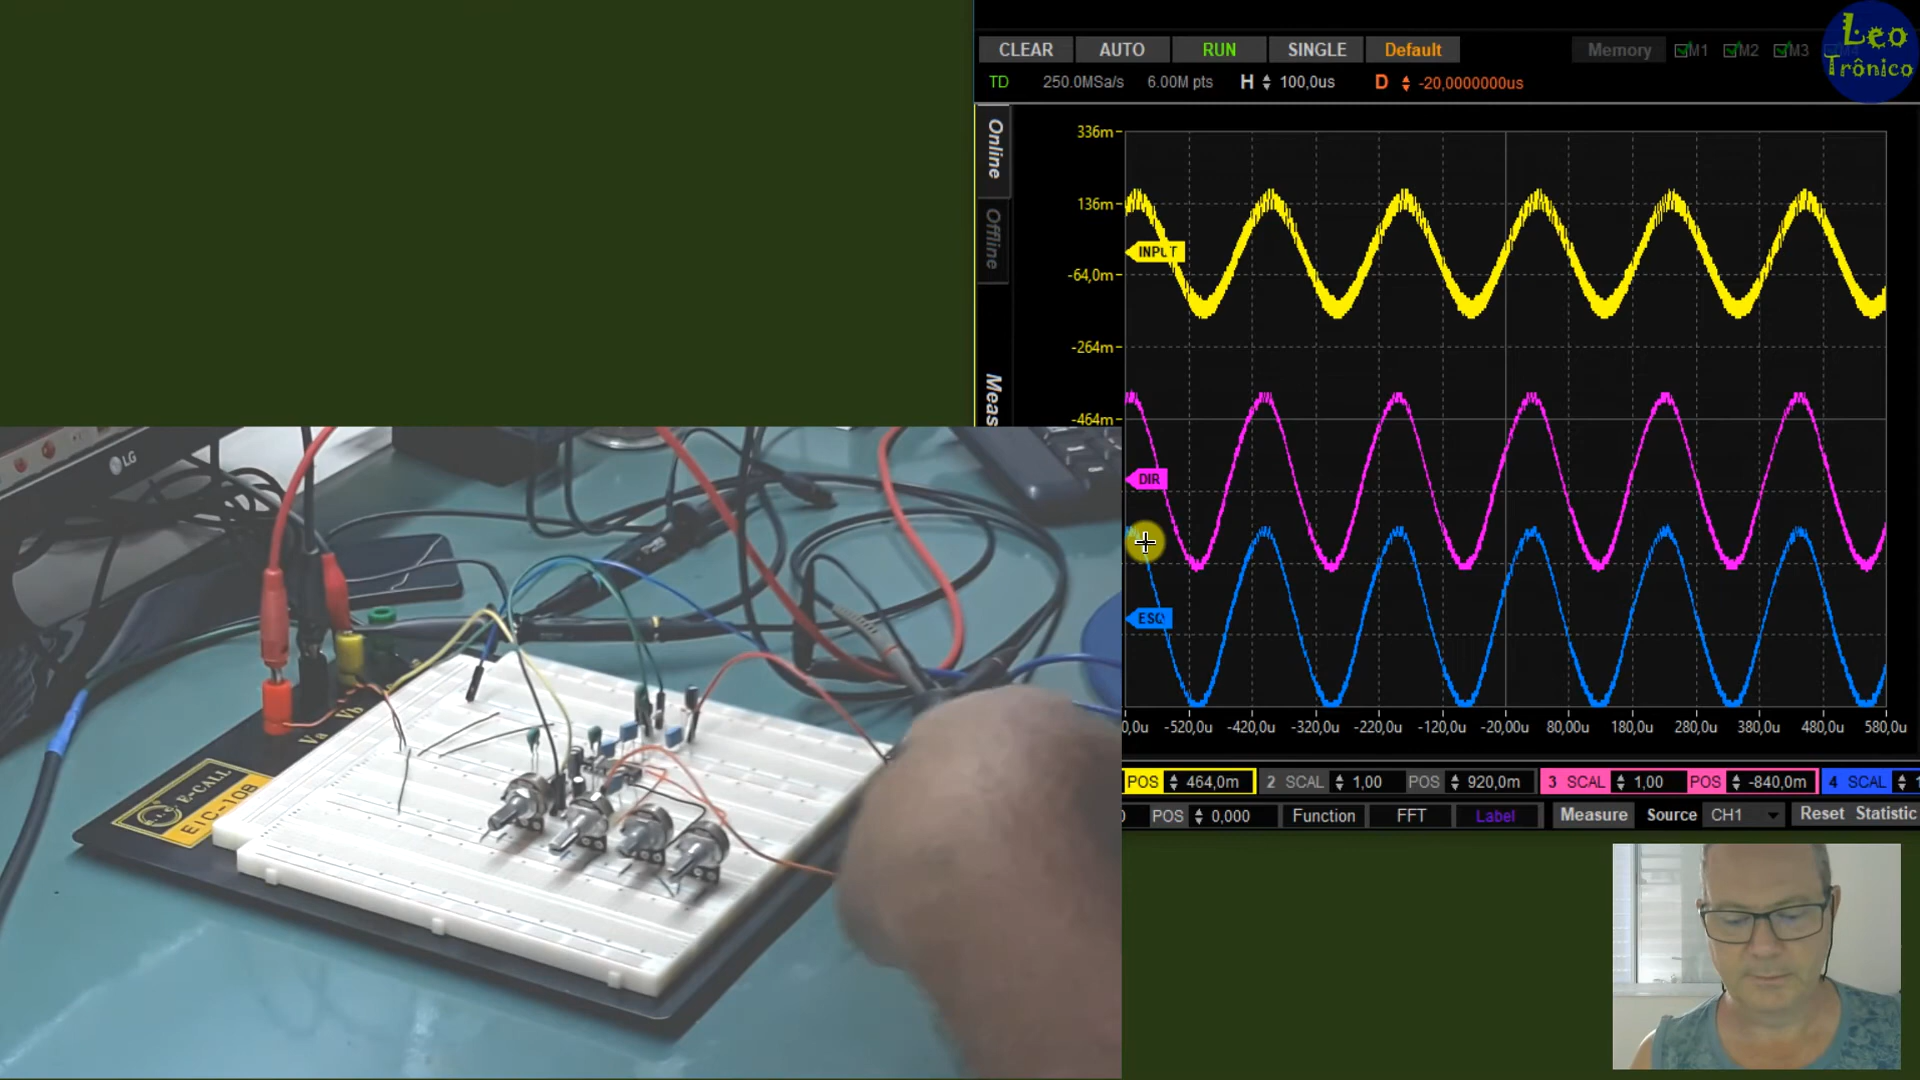 Leo
Trônico
CLEAR AUTO RUN SINGLE Default Memory M1 M2 M3
TD 250.0MSa/s 6.00M pts H 100,0us D -20,0000000us
Online
Offline
Meas
336m
136m
-64,0m
-264m
-464m
INPUT
DIR
ESQ
0,0u -520,0u -420,0u -320,0u -220,0u -120,0u -20,00u 80,00u 180,0u 280,0u 380,0u 480,0u 580,0u
POS 464,0m 2 SCAL 1,00 POS 920,0m 3 SCAL 1,00 POS -840,0m 4 SCAL
POS 0,000 Function FFT Label Measure Source CH1 Reset Statistic
LG
Va
Vb
E-CALL
EIC-108